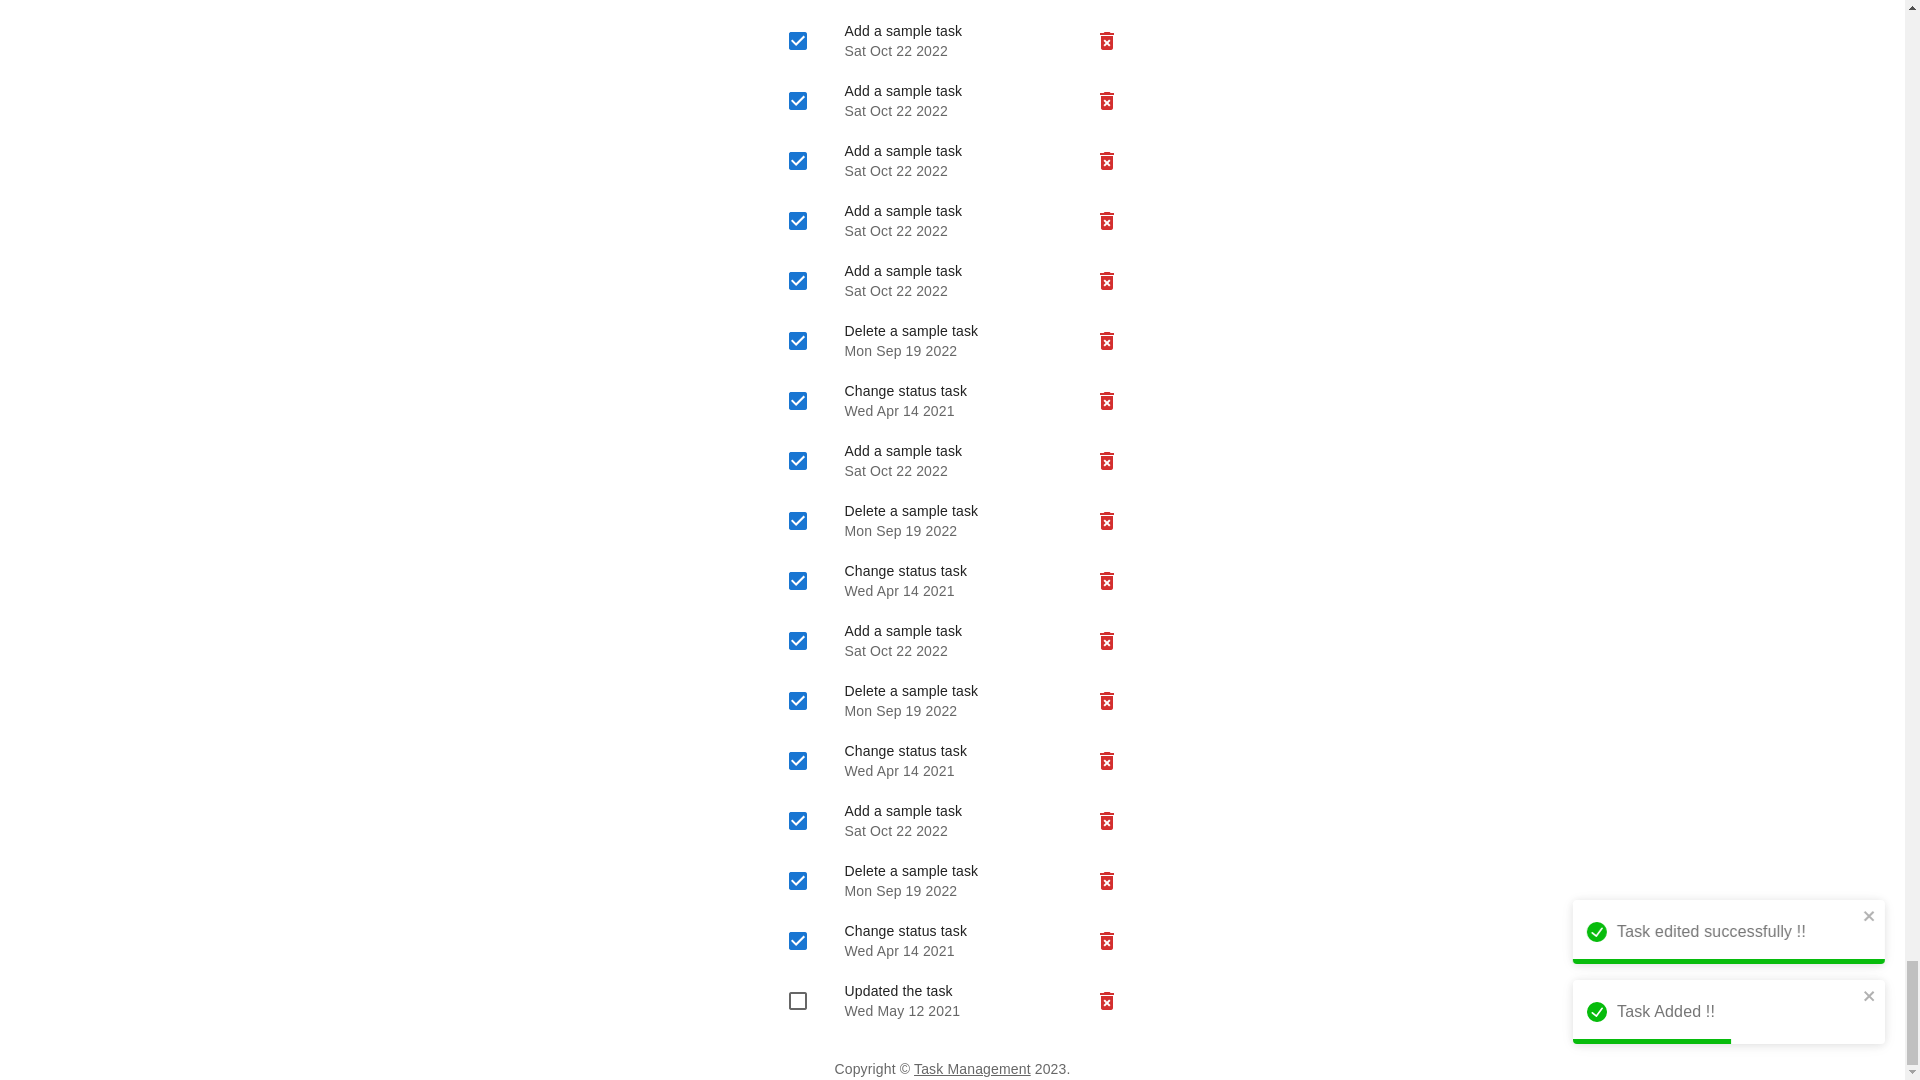 Add a sample task
Sat Oct 22 2022
Add a sample task
Sat Oct 22 2022
Add a sample task
Sat Oct 22 2022
Add a sample task
Sat Oct 22 2022
Add a sample task
Sat Oct 22 2022
Delete a sample task
Mon Sep 19 2022
Change status task
Wed Apr 14 2021
Add a sample task
Sat Oct 22 2022
Delete a sample task
Mon Sep 19 2022
Change status task
Wed Apr 14 2021
Add a sample task
Sat Oct 22 2022
Delete a sample task
Mon Sep 19 2022
Change status task
Wed Apr 14 2021
Add a sample task
Sat Oct 22 2022
Delete a sample task
Mon Sep 19 2022
Change status task
Wed Apr 14 2021
Updated the task
Wed May 12 2021
Copyright © Task Management 2023.
Task edited successfully !!
Task Added !!